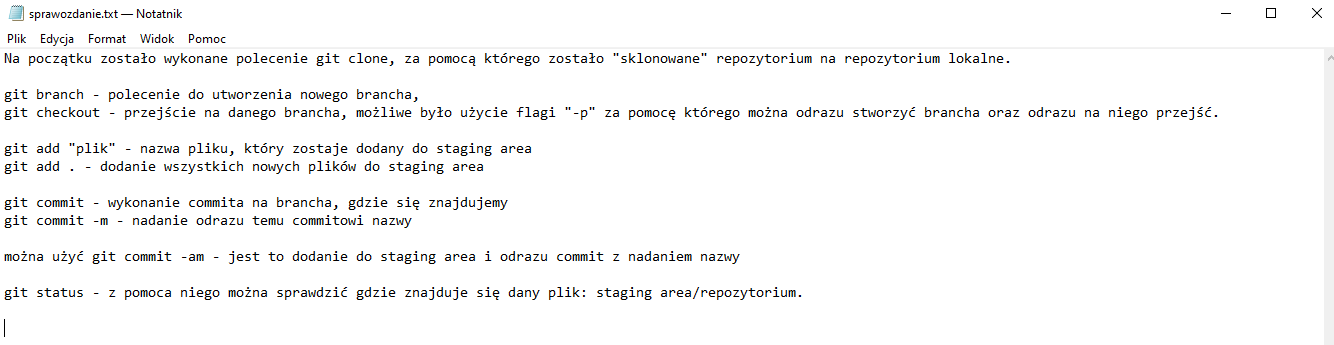 sprawozdanie.txt — Notatnik
Plik Edycja Format Widok Pomoc
Na początku zostało wykonane polecenie git clone, za pomocą którego zostało "sklonowane" repozytorium na repozytorium lokalne.
git branch - polecenie do utworzenia nowego brancha,
git checkout - przejście na danego brancha, możliwe było użycie flagi "-p" za pomocę którego można odrazu stworzyć brancha oraz odrazu na niego przejść.
git add "plik" - nazwa pliku, który zostaje dodany do staging area
git add . - dodanie wszystkich nowych plików do staging area
git commit - wykonanie commita na brancha, gdzie się znajdujemy
git commit -m - nadanie odrazu temu commitowi nazwy
można użyć git commit -am - jest to dodanie do staging area i odrazu commit z nadaniem nazwy
git status - z pomoca niego można sprawdzić gdzie znajduje się dany plik: staging area/repozytorium.